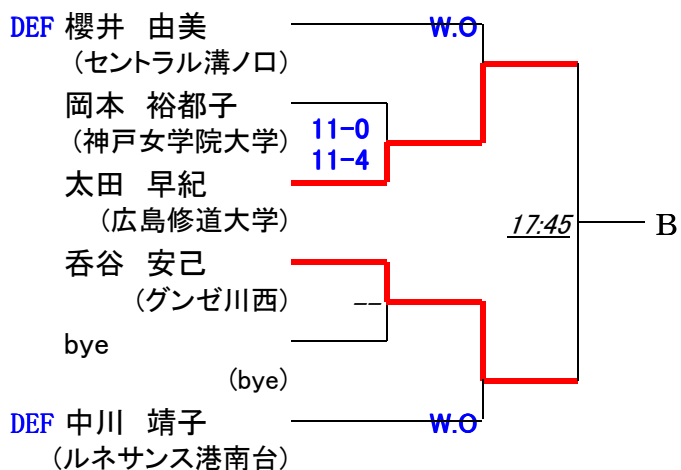 DEF 櫻井 由美 W.O
(セントラル溝ノ口)
岡本 裕都子
(神戸女学院大学)
11-0
11-4
太田 早紀
(広島修道大学)
17:45 B
呑谷 安己
(グンゼ川西)
--
bye
(bye)
DEF 中川 靖子 W.O
(ルネサンス港南台)